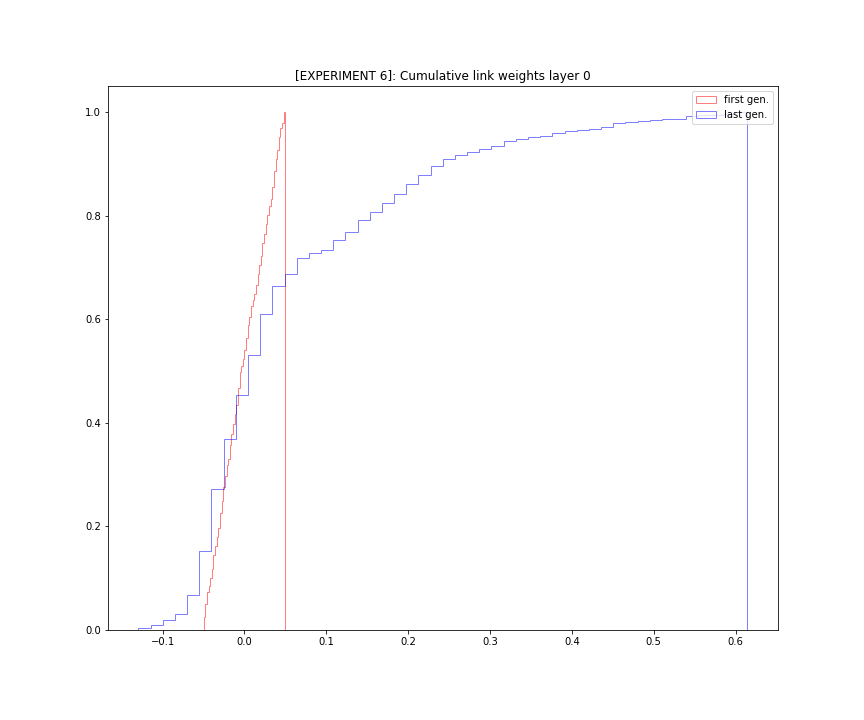 [EXPERIMENT 6]: Cumulative link weights layer 0
first gen.
last gen.
1.0
0.8
0.6
0.4
0.2
0.0
−0.1 0.0 0.1 0.2 0.3 0.4 0.5 0.6